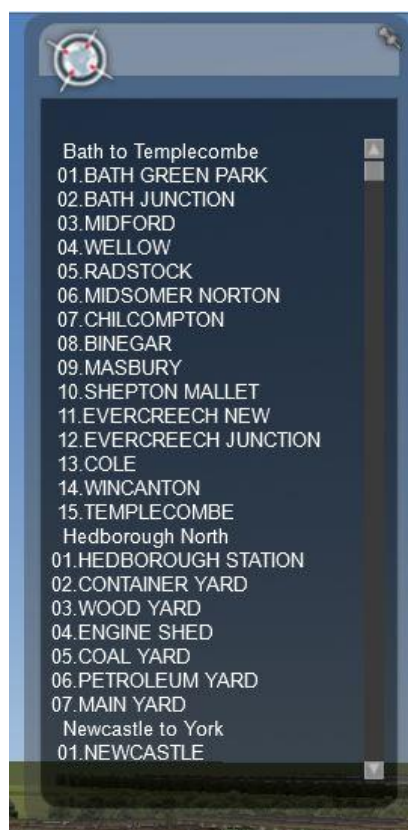 Bath to Templecombe
01.BATH GREEN PARK
02.BATH JUNCTION
03.MIDFORD
04.WELLOW
05.RADSTOCK
06.MIDSOMER NORTON
07.CHILCOMPTON
08.BINEGAR
09.MASBURY
10.SHEPTON MALLET
11.EVERCREECH NEW
12.EVERCREECH JUNCTION
13.COLE
14.WINCANTON
15.TEMPLECOMBE
Hedborough North
01.HEDBOROUGH STATION
02.CONTAINER YARD
03.WOOD YARD
04.ENGINE SHED
05.COAL YARD
06.PETROLEUM YARD
07.MAIN YARD
Newcastle to York
01.NEWCASTLE